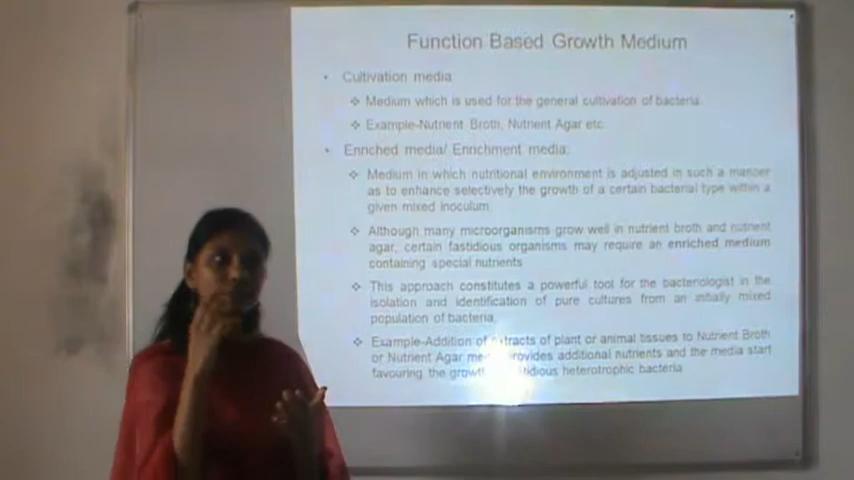 Function Based Growth Medium
• Cultivation media
❖ Medium which is used for the general cultivation of bacteria
❖ Example-Nutrient Broth, Nutrient Agar etc
• Enriched media/ Enrichment media:
❖ Medium in which nutritional environment is adjusted in such a manner
as to enhance selectively the growth of a certain bacterial type within a
given mixed inoculum
❖ Although many microorganisms grow well in nutrient broth and nutrient
agar, certain fastidious organisms may require an enriched medium
containing special nutrients
❖ This approach constitutes a powerful tool for the bacteriologist in the
isolation and identification of pure cultures from an initially mixed
population of bacteria.
❖ Example-Addition of extracts of plant or animal tissues to Nutrient Broth
or Nutrient Agar provides additional nutrients and the media start
favouring the heterotrophic bacteria